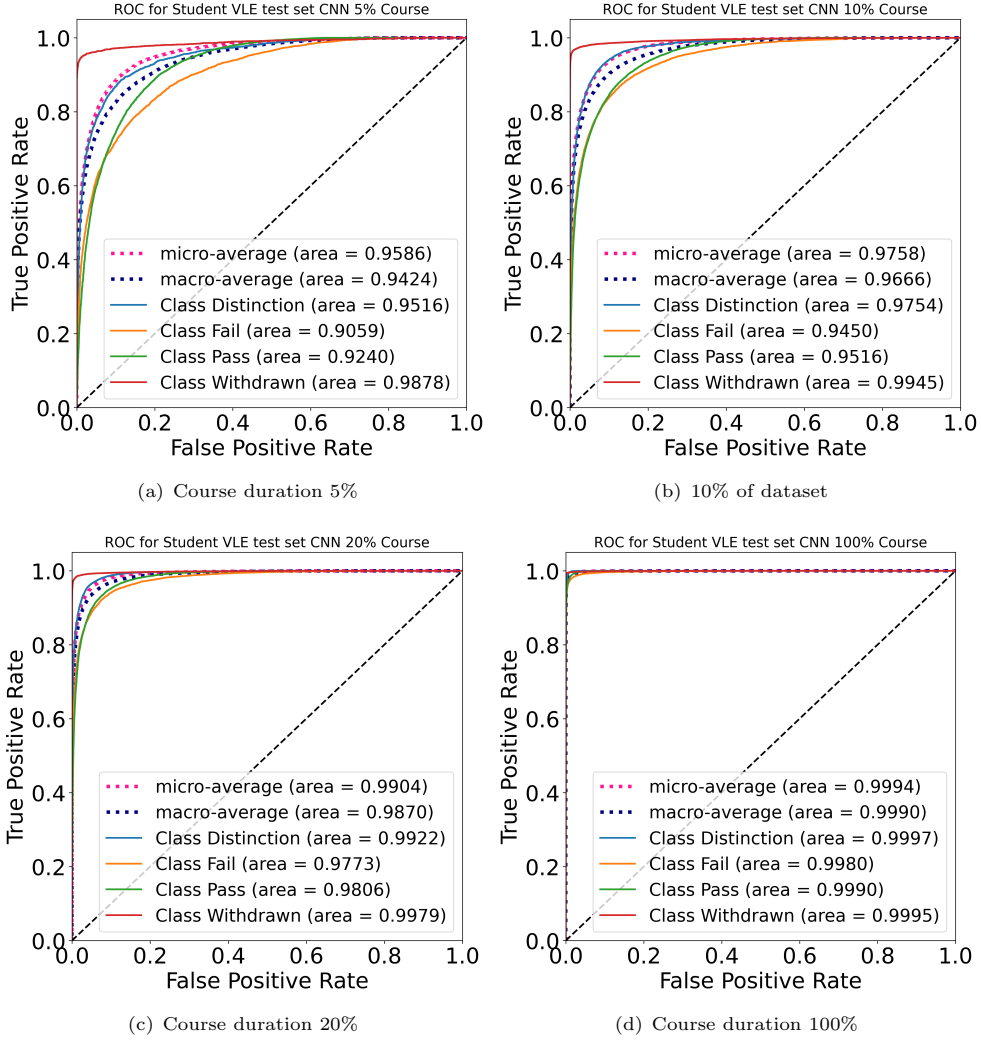 ROC for Student VLE test set CNN 5% Course
True Positive Rate
1.0
0.8
0.6
0.4
0.2
0.0
micro-average (area = 0.9586)
macro-average (area = 0.9424)
Class Distinction (area = 0.9516)
Class Fail (area = 0.9059)
Class Pass (area = 0.9240)
Class Withdrawn (area = 0.9878)
0.0 0.2 0.4 0.6 0.8 1.0
False Positive Rate
(a) Course duration 5%
ROC for Student VLE test set CNN 10% Course
True Positive Rate
1.0
0.8
0.6
0.4
0.2
0.0
micro-average (area = 0.9758)
macro-average (area = 0.9666)
Class Distinction (area = 0.9754)
Class Fail (area = 0.9450)
Class Pass (area = 0.9516)
Class Withdrawn (area = 0.9945)
0.0 0.2 0.4 0.6 0.8 1.0
False Positive Rate
(b) 10% of dataset
ROC for Student VLE test set CNN 20% Course
True Positive Rate
1.0
0.8
0.6
0.4
0.2
0.0
micro-average (area = 0.9904)
macro-average (area = 0.9870)
Class Distinction (area = 0.9922)
Class Fail (area = 0.9773)
Class Pass (area = 0.9806)
Class Withdrawn (area = 0.9979)
0.0 0.2 0.4 0.6 0.8 1.0
False Positive Rate
(c) Course duration 20%
ROC for Student VLE test set CNN 100% Course
True Positive Rate
1.0
0.8
0.6
0.4
0.2
0.0
micro-average (area = 0.9994)
macro-average (area = 0.9990)
Class Distinction (area = 0.9997)
Class Fail (area = 0.9980)
Class Pass (area = 0.9990)
Class Withdrawn (area = 0.9995)
0.0 0.2 0.4 0.6 0.8 1.0
False Positive Rate
(d) Course duration 100%